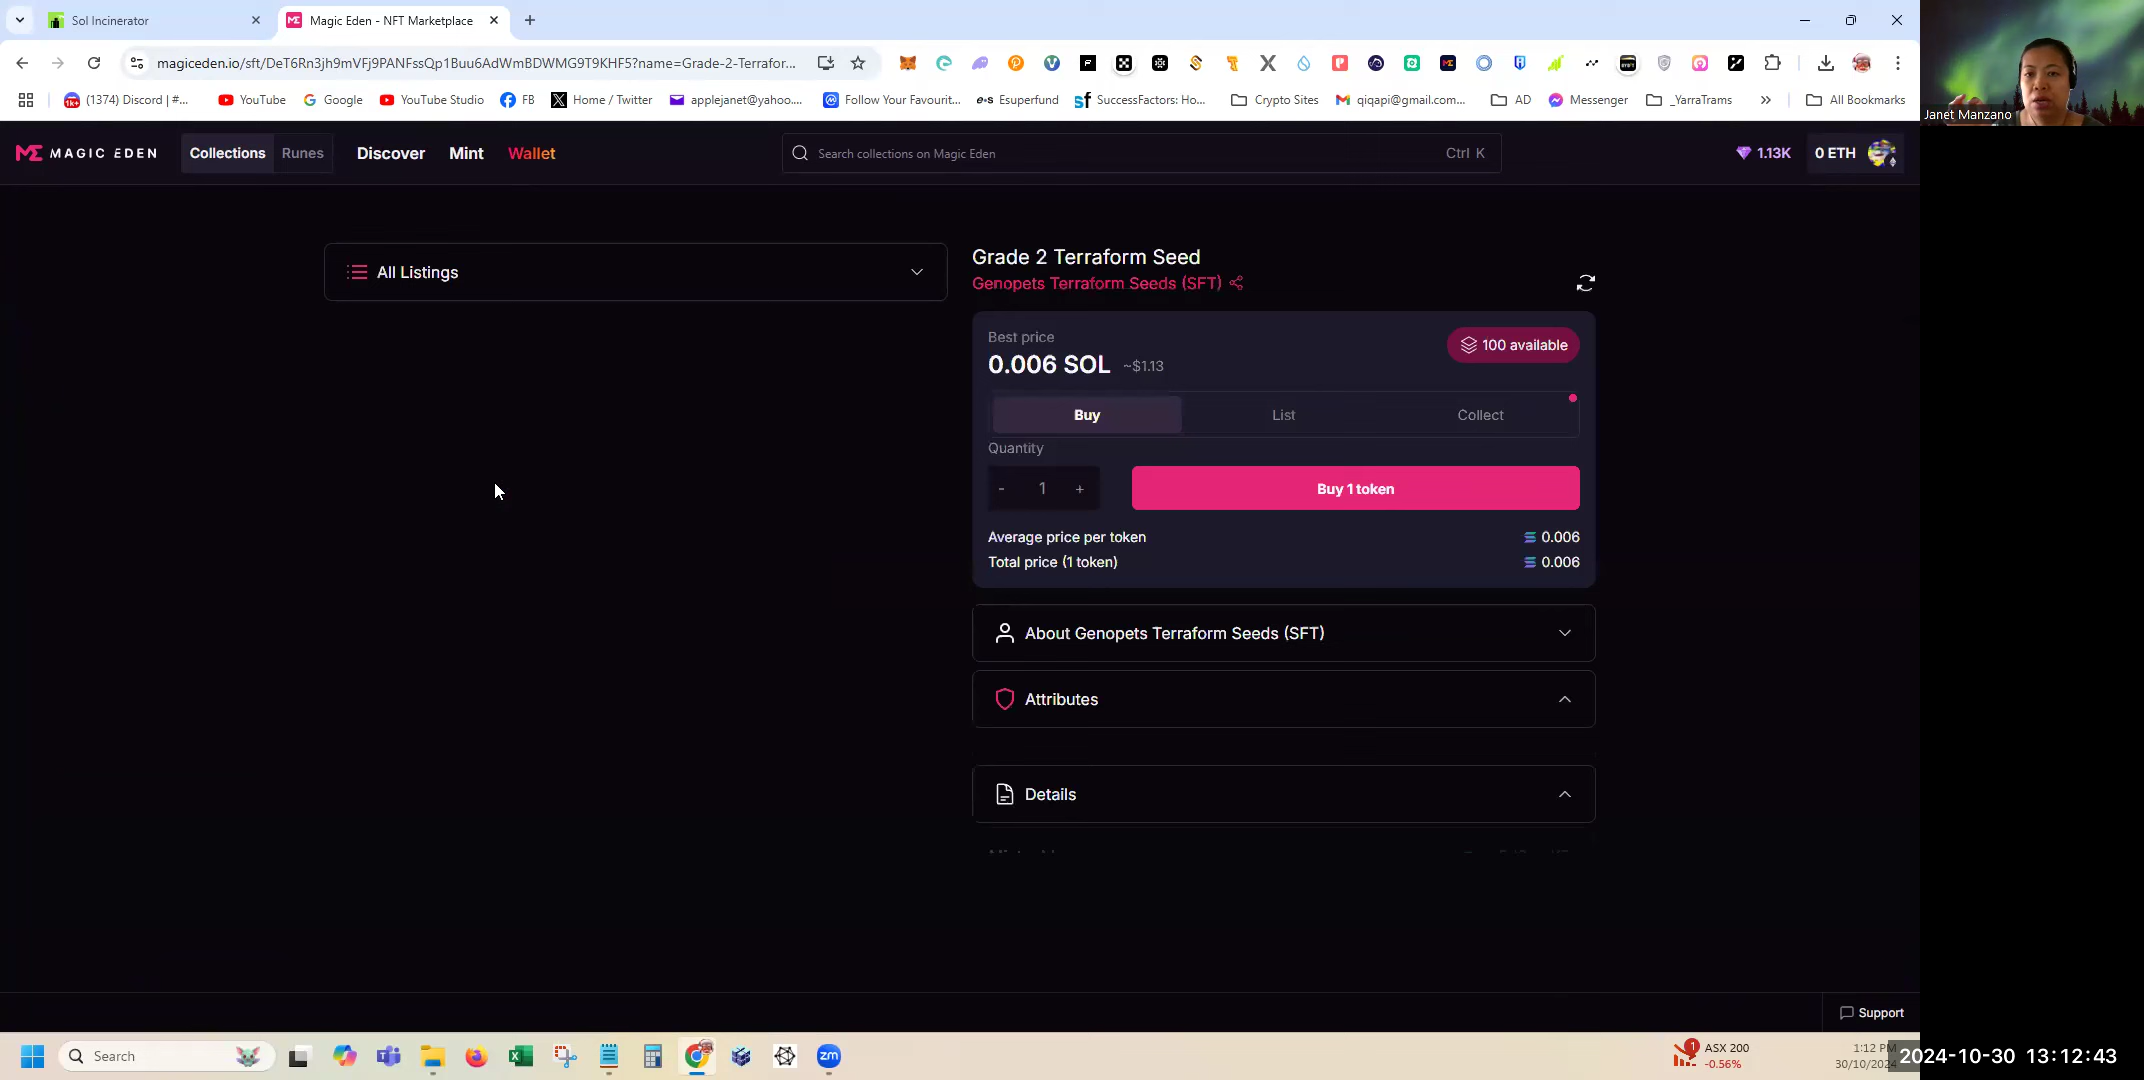 Sol Incinerator
Magic Eden - NFT Marketplace
magiceden.io/sft/DeT6Rn3jh9mVFj9PANFssQp1Buu6AdWmBDWMG9T9KHF5?name=Grade-2-Terrafor...
(1374) Discord | #...
YouTube
Google
YouTube Studio
FB
Home / Twitter
applejanet@yahoo....
Follow Your Favourit...
Esuperfund
SuccessFactors: Ho...
Crypto Sites
qiqapi@gmail.com...
AD
Messenger
_YarraTrams
All Bookmarks
Janet Manzano
MAGIC EDEN
Collections
Runes
Discover
Mint
Wallet
Search collections on Magic Eden
Ctrl K
1.13K
0 ETH
All Listings
Grade 2 Terraform Seed
Genopets Terraform Seeds (SFT)
Best price
0.006 SOL ~$1.13
100 available
Buy
List
Collect
Quantity
- 1 +
Buy 1 token
Average price per token
0.006
Total price (1 token)
0.006
About Genopets Terraform Seeds (SFT)
Attributes
Details
Support
Search
zm
1
ASX 200
-0.56%
1:12 PM
30/10/2024
2024-10-30 13:12:43